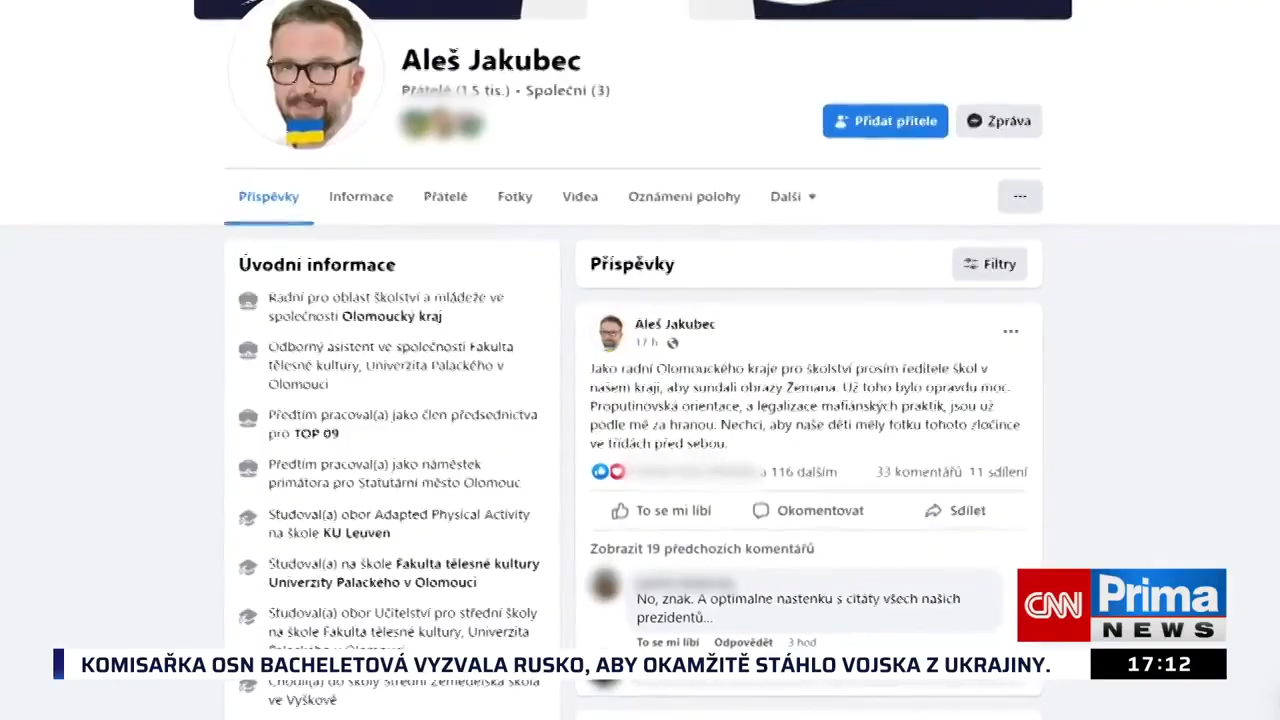 Aleš Jakubec
Přátelé (1,5 tis.) • Společní (3)
Přidat přítele
Zpráva
Příspěvky
Informace
Přátelé
Fotky
Videa
Oznámení polohy
Další
Úvodní informace
Radní pro oblast školství a mládeže ve
společnosti Olomoucký kraj
Odborný asistent ve společnosti Fakulta
tělesné kultury, Univerzita Palackého v
Olomouci
Předtím pracoval(a) jako člen předsednictva
pro TOP 09
Předtím pracoval(a) jako náměstek
primátora pro Statutární město Olomouc
Studoval(a) obor Adapted Physical Activity
na škole KU Leuven
Studoval(a) na škole Fakulta tělesné kultury
Univerzity Palackého v Olomouci
Studoval(a) obor Učitelství pro střední školy
na škole Fakulta tělesné kultury, Univerzita
Chodil(a) do školy Střední Zemědělská škola
ve Vyškově
Příspěvky
Filtry
Aleš Jakubec
17 h
Jako radní Olomouckého kraje pro školství prosím ředitele škol v
našem kraji, aby sundali obrazy Zemana. Už toho bylo opravdu moc.
Proputinovská orientace, a legalizace mafiánských praktik, jsou už
podle mě za hranou. Nechci, aby naše děti měly fotku tohoto zločince
ve třídách před sebou.
a 116 dalším
33 komentářů 11 sdílení
To se mi líbí
Okomentovat
Sdílet
Zobrazit 19 předchozích komentářů
No, znak. A optimalne nastenku s citáty všech našich
prezidentů...
To se mi líbí Odpovědět 3 hod
CNN Prima
NEWS
KOMISAŘKA OSN BACHELETOVÁ VYZVALA RUSKO, ABY OKAMŽITĚ STÁHLO VOJSKA Z UKRAJINY.
17:12